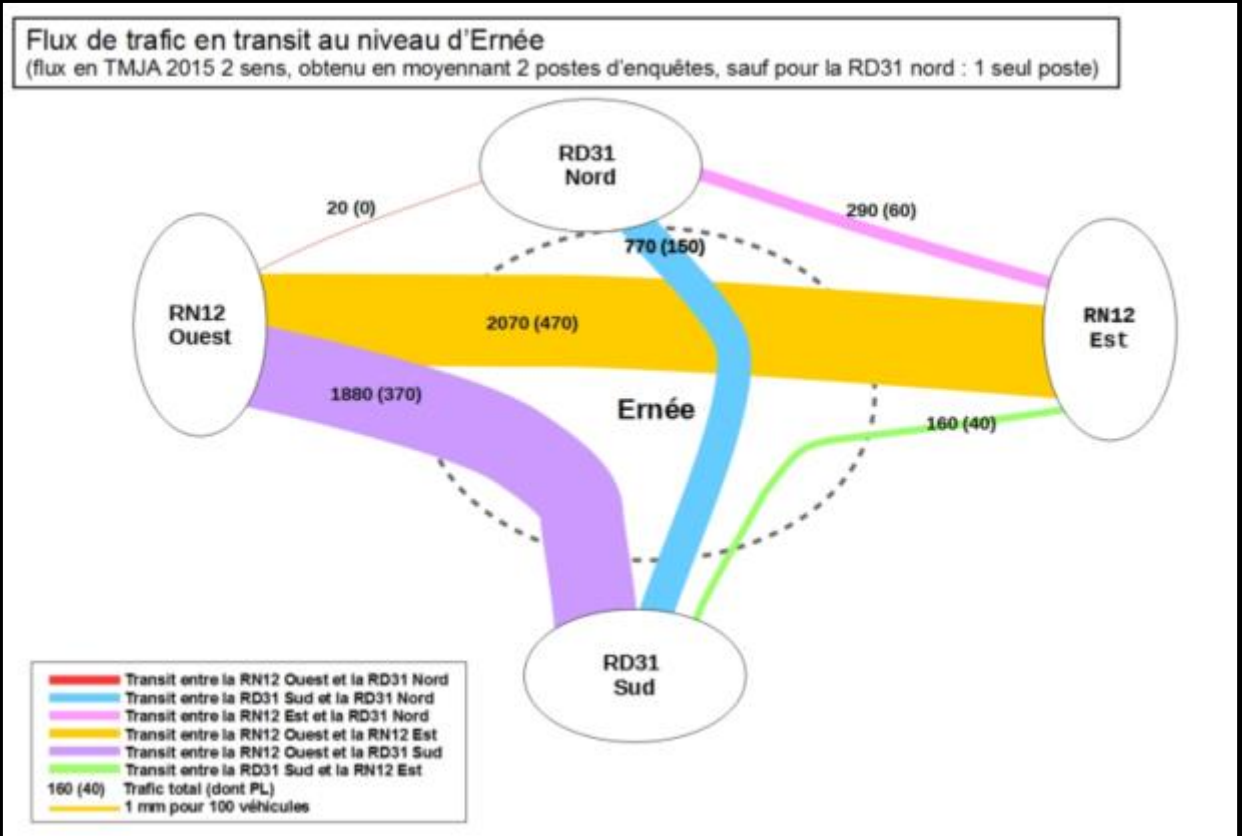 Flux de trafic en transit au niveau d'Ernée
(flux en TMJA 2015 2 sens, obtenu en moyennant 2 postes d'enquêtes, sauf pour la RD31 nord : 1 seul poste)
RD31
Nord
20 (0)
290 (60)
770 (150)
RN12
Ouest
2070 (470)
RN12
Est
1880 (370)
Ernée
160 (40)
RD31
Sud
Transit entre la RN12 Ouest et la RD31 Nord
Transit entre la RD31 Sud et la RD31 Nord
Transit entre la RN12 Est et la RD31 Nord
Transit entre la RN12 Ouest et la RN12 Est
Transit entre la RN12 Ouest et la RD31 Sud
Transit entre la RD31 Sud et la RN12 Est
160 (40) Trafic total (dont PL)
1 mm pour 100 véhicules